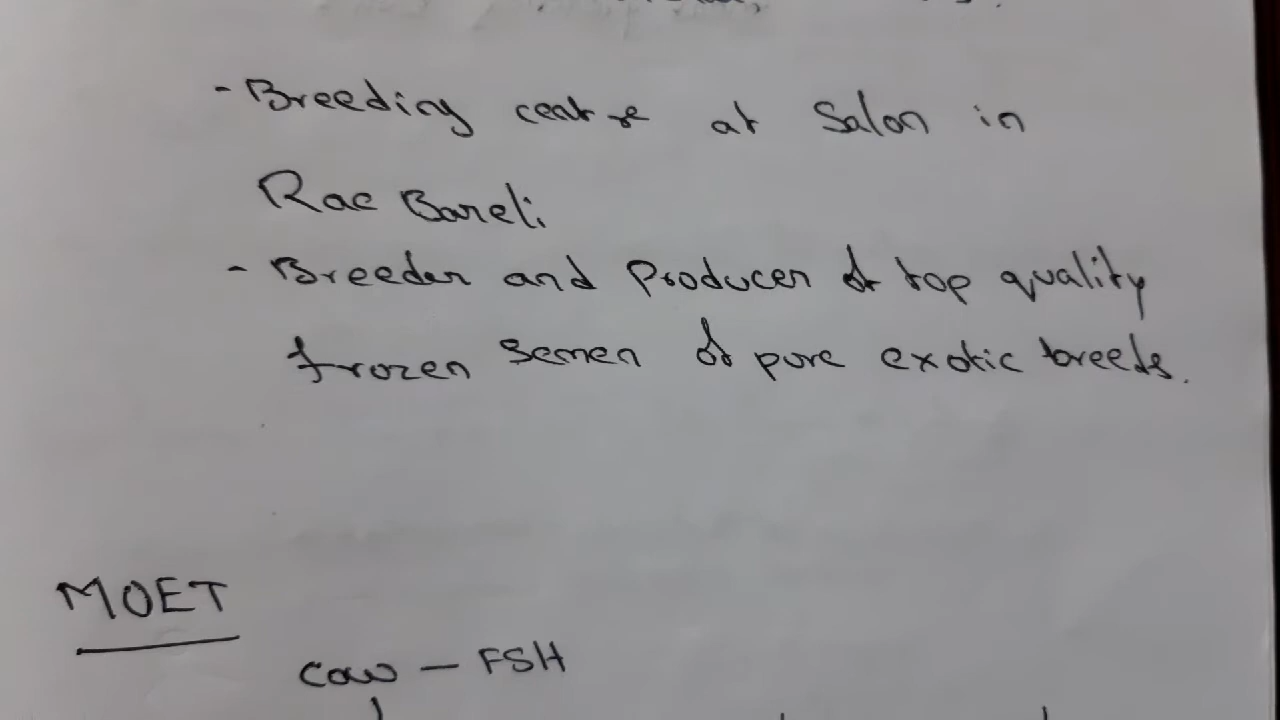 - Breeding centre at Salon in
Rae Bareli
- Breeder and Producer of top quality
frozen semen of pure exotic breeds.
MOET
Cow - FSH